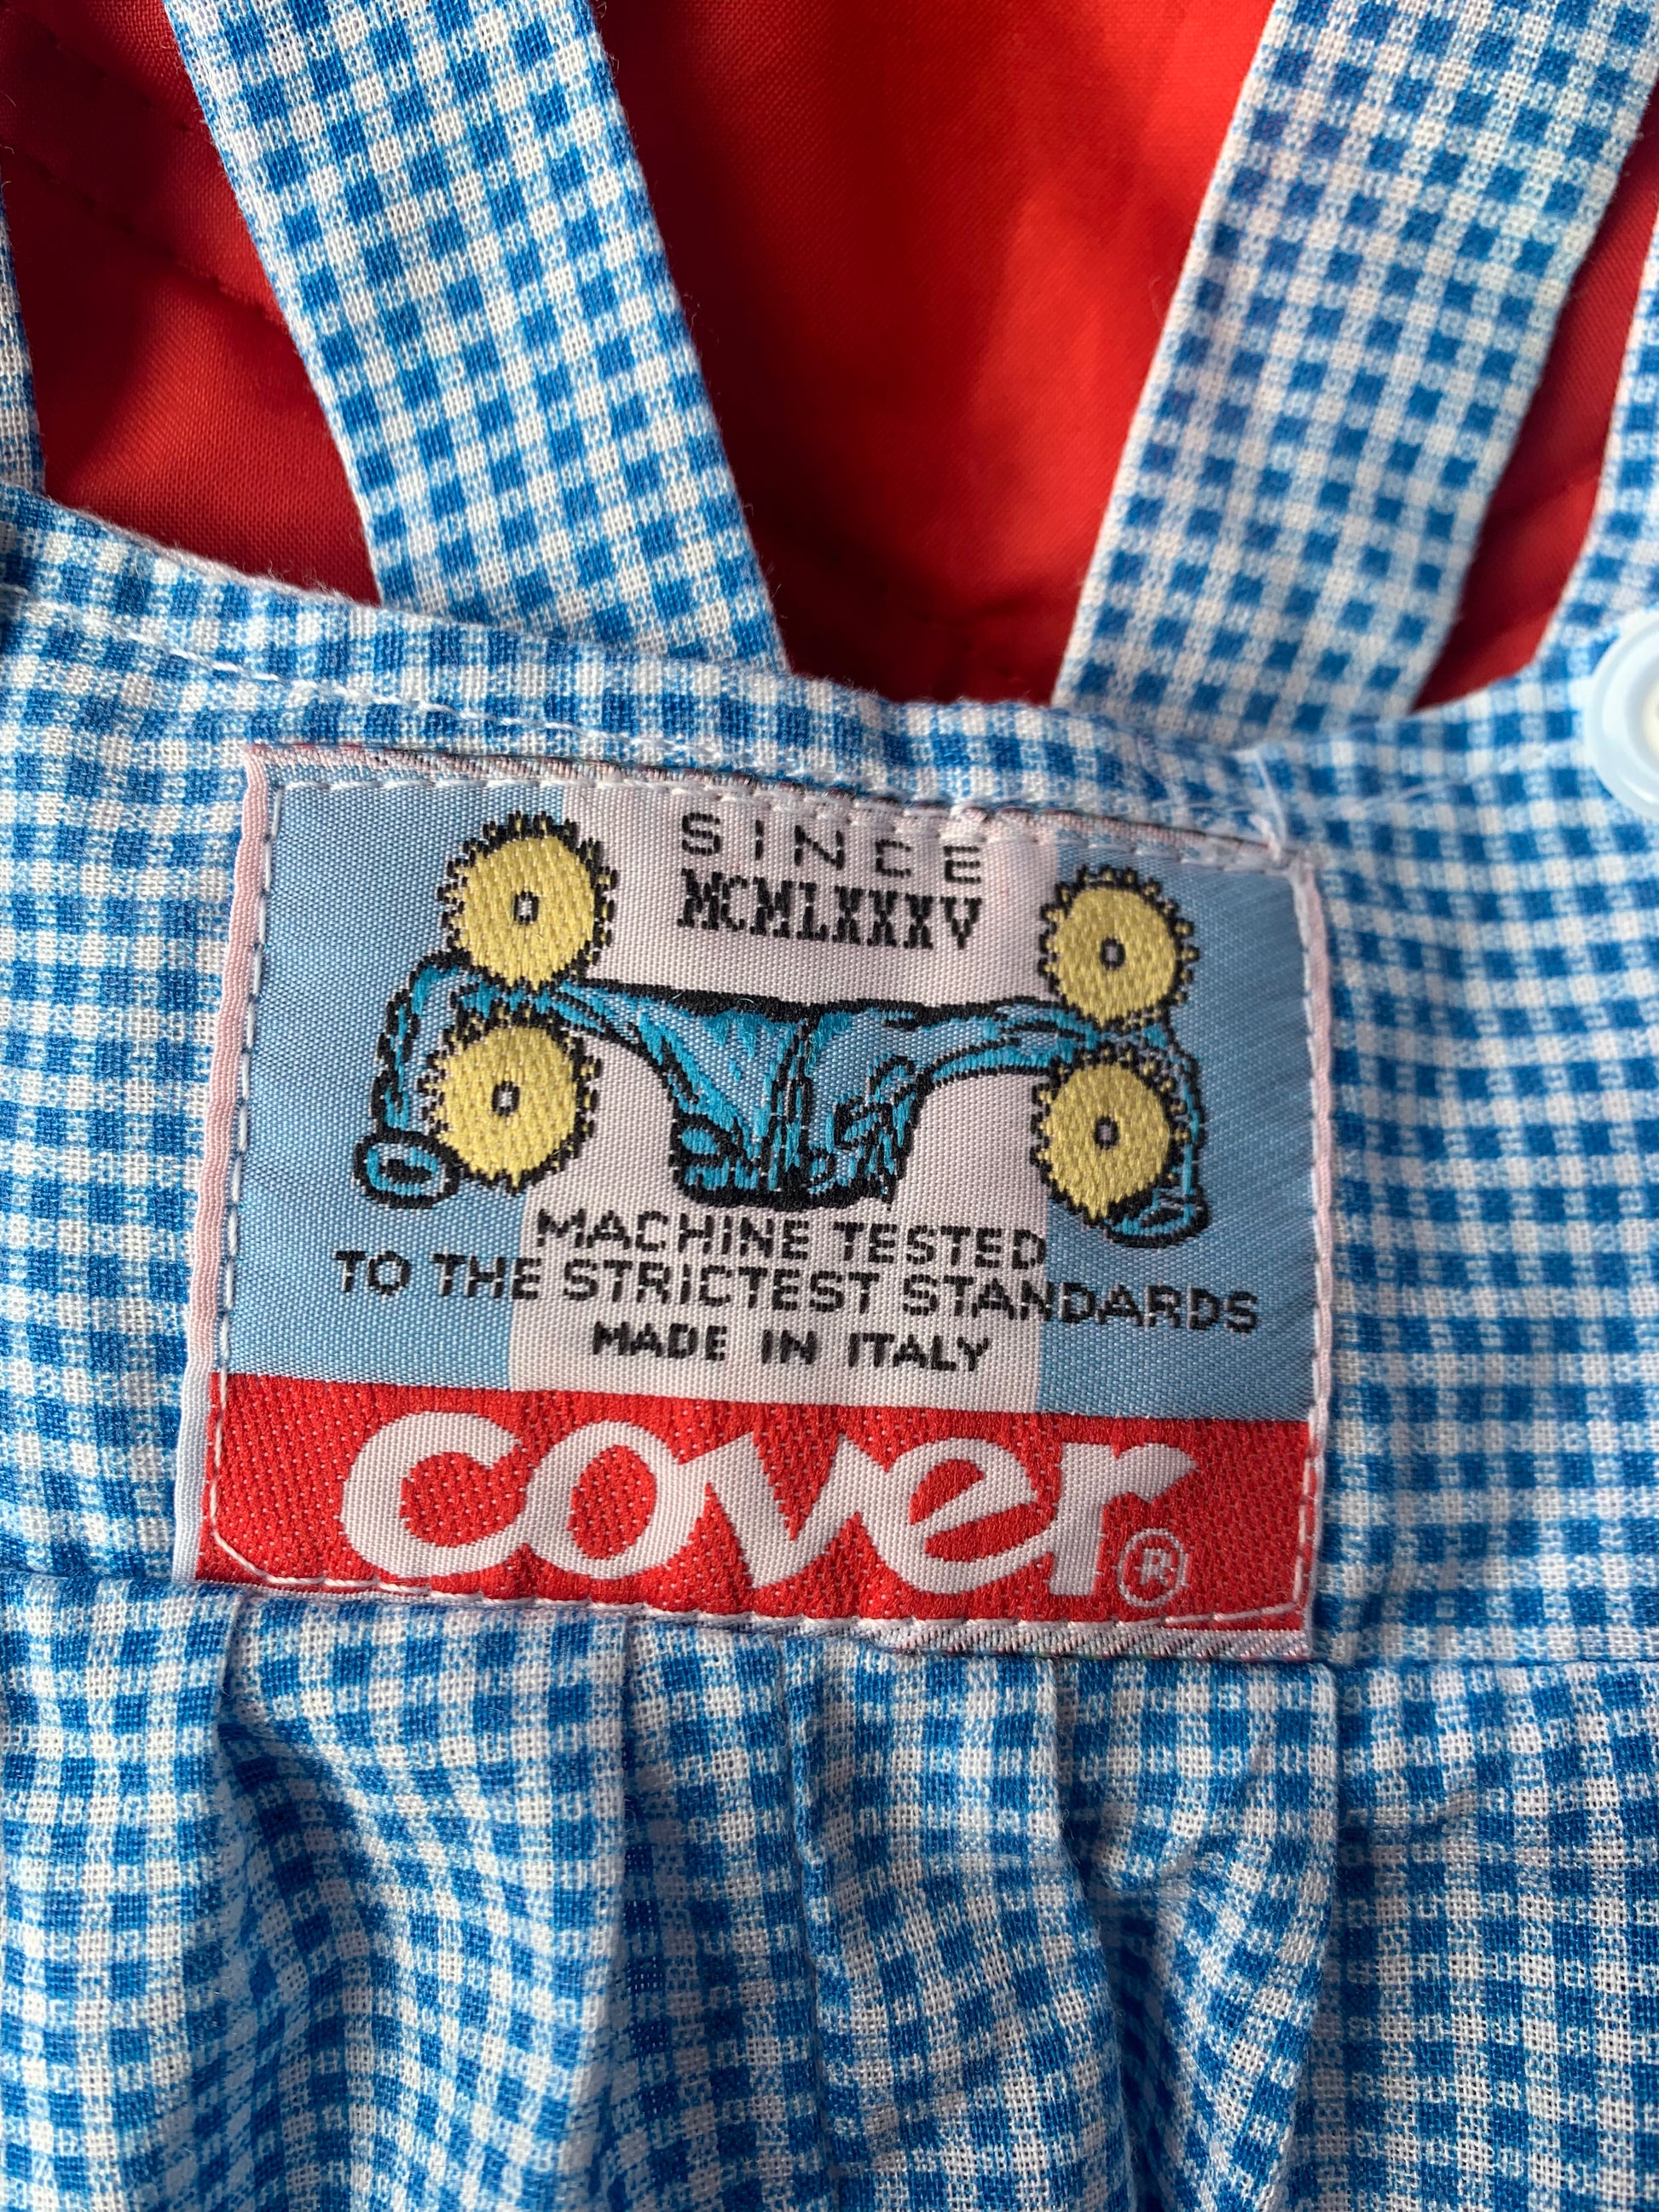 SINCE
MCMLXXXV
MACHINE TESTED
TO THE STRICTEST STANDARDS
MADE IN ITALY
cover®